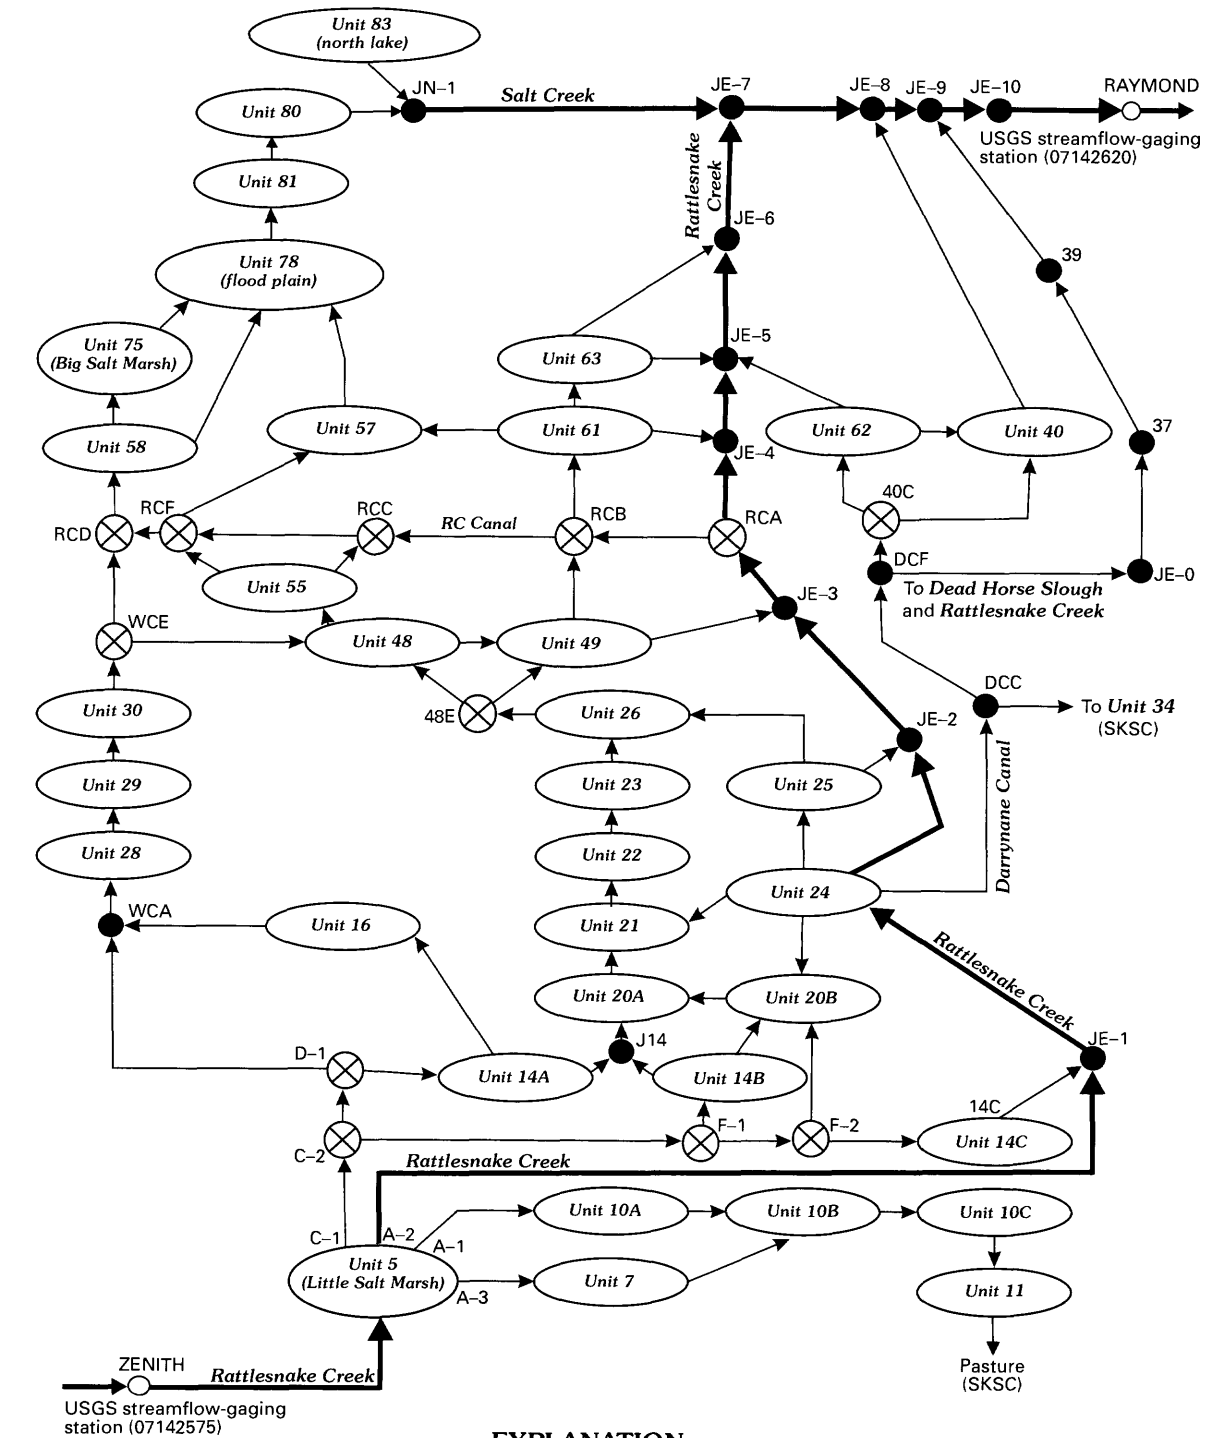 Unit 83
(north lake)
JN-1
Salt Creek
JE-7
JE-8
JE-9
JE-10
RAYMOND
USGS streamflow-gaging
station (07142620)
Unit 80
Unit 81
Rattlesnake
Creek
JE-6
39
Unit 78
(flood plain)
Unit 75
(Big Salt Marsh)
Unit 63
JE-5
Unit 58
Unit 57
Unit 61
JE-4
Unit 62
Unit 40
37
RCD
RCF
RCC
RC Canal
RCB
RCA
40C
DCF
JE-0
To Dead Horse Slough
and Rattlesnake Creek
Unit 55
JE-3
WCE
Unit 48
Unit 49
48E
DCC
To Unit 34
(SKSC)
Unit 30
Unit 26
JE-2
Unit 29
Unit 23
Unit 25
Darrynane Canal
Unit 28
Unit 22
Unit 24
WCA
Unit 16
Unit 21
Rattlesnake Creek
Unit 20A
Unit 20B
JE-1
D-1
J14
Unit 14A
Unit 14B
14C
C-2
F-1
F-2
Unit 14C
Rattlesnake Creek
C-1
A-2
A-1
Unit 10A
Unit 10B
Unit 10C
Unit 5
(Little Salt Marsh)
A-3
Unit 7
Unit 11
Pasture
(SKSC)
ZENITH
Rattlesnake Creek
USGS streamflow-gaging
station (07142575)
EXPLANATION